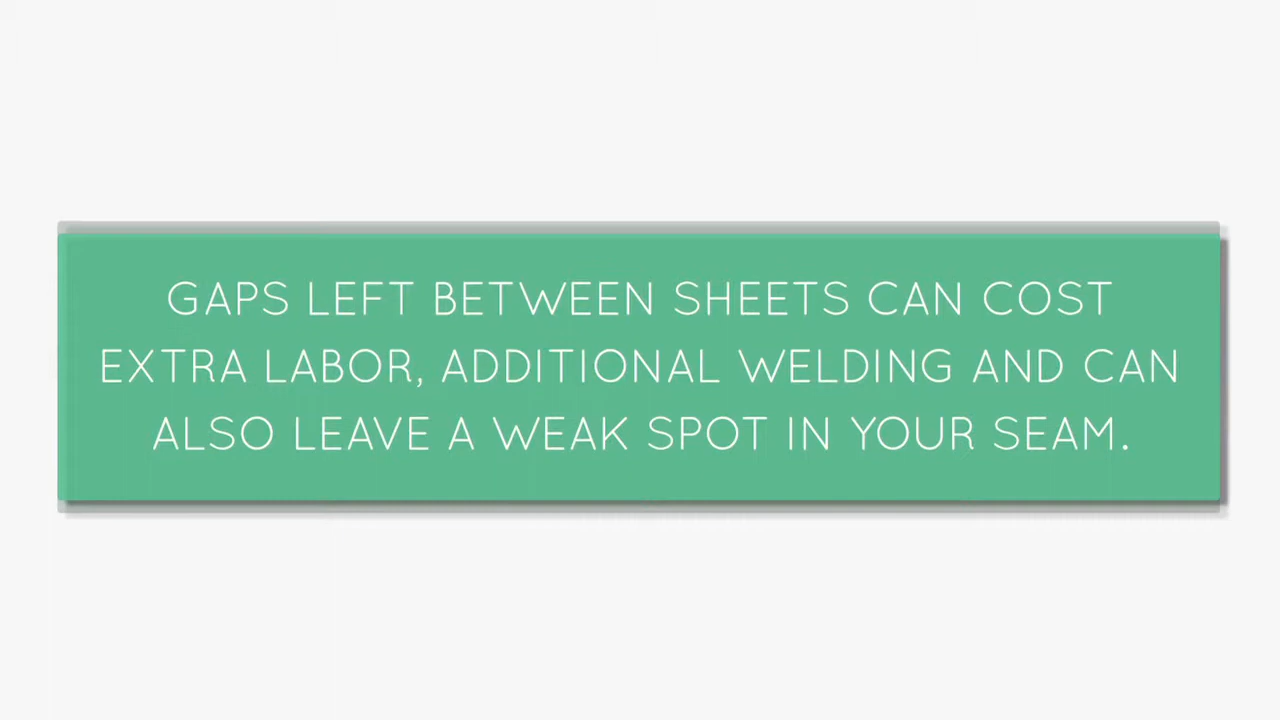 GAPS LEFT BETWEEN SHEETS CAN COST
EXTRA LABOR, ADDITIONAL WELDING AND CAN
ALSO LEAVE A WEAK SPOT IN YOUR SEAM.